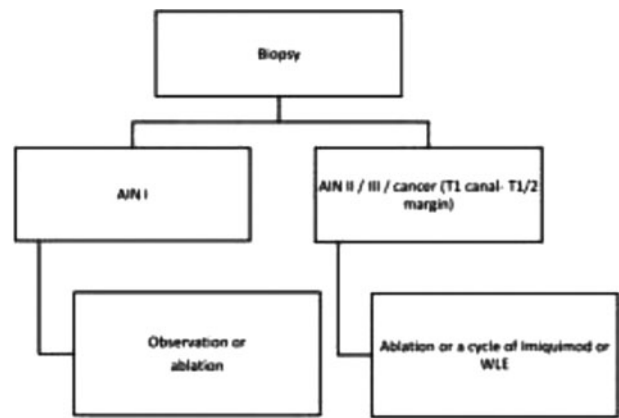 Biopsy
AIN I
AIN II / III / cancer (T1 canal- T1/2
margin)
Observation or
ablation
Ablation or a cycle of Imiquimod or
WLE